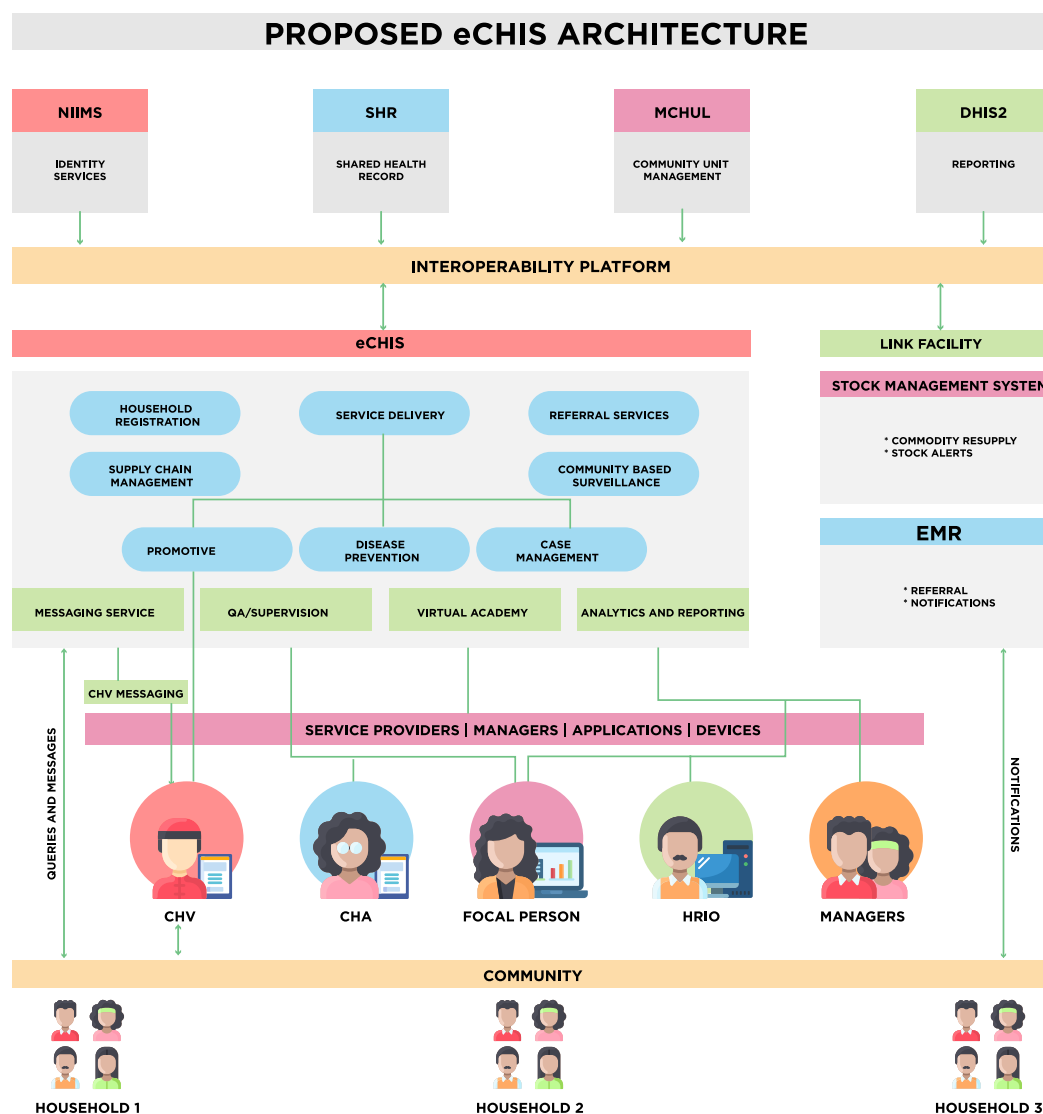 PROPOSED eCHIS ARCHITECTURE
NIIMS
SHR
MCHUL
DHIS2
IDENTITY
SERVICES
SHARED HEALTH
RECORD
COMMUNITY UNIT
MANAGEMENT
REPORTING
INTEROPERABILITY PLATFORM
eCHIS
LINK FACILITY
STOCK MANAGEMENT SYSTEM
* COMMODITY RESUPPLY
* STOCK ALERTS
HOUSEHOLD
REGISTRATION
SERVICE DELIVERY
REFERRAL SERVICES
SUPPLY CHAIN
MANAGEMENT
COMMUNITY BASED
SURVEILLANCE
PROMOTIVE
DISEASE
PREVENTION
CASE
MANAGEMENT
EMR
* REFERRAL
* NOTIFICATIONS
MESSAGING SERVICE
QA/SUPERVISION
VIRTUAL ACADEMY
ANALYTICS AND REPORTING
CHV MESSAGING
SERVICE PROVIDERS | MANAGERS | APPLICATIONS | DEVICES
QUERIES AND MESSAGES
NOTIFICATIONS
CHV
CHA
FOCAL PERSON
HRIO
MANAGERS
COMMUNITY
HOUSEHOLD 1
HOUSEHOLD 2
HOUSEHOLD 3